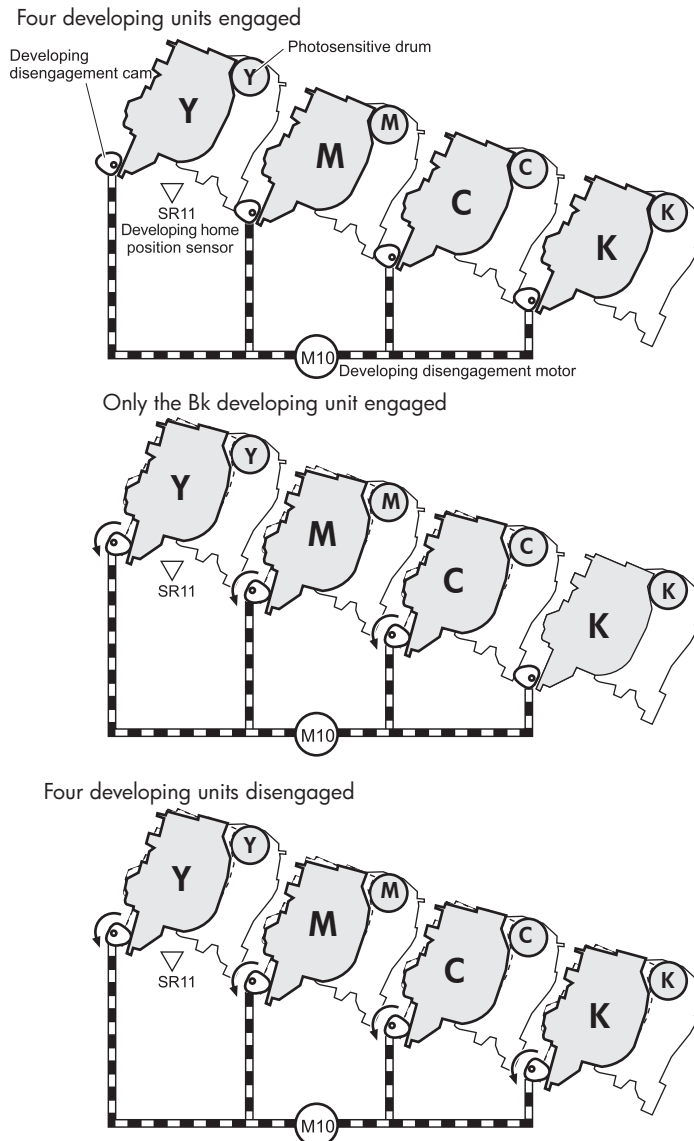 Four developing units engaged
Developing
disengagement cam
Photosensitive drum
Y
Y
M
M
C
C
K
K
SR11
Developing home
position sensor
M10
Developing disengagement motor
Only the Bk developing unit engaged
Y
Y
M
M
C
C
K
K
SR11
M10
Four developing units disengaged
Y
Y
M
M
C
C
K
K
SR11
M10